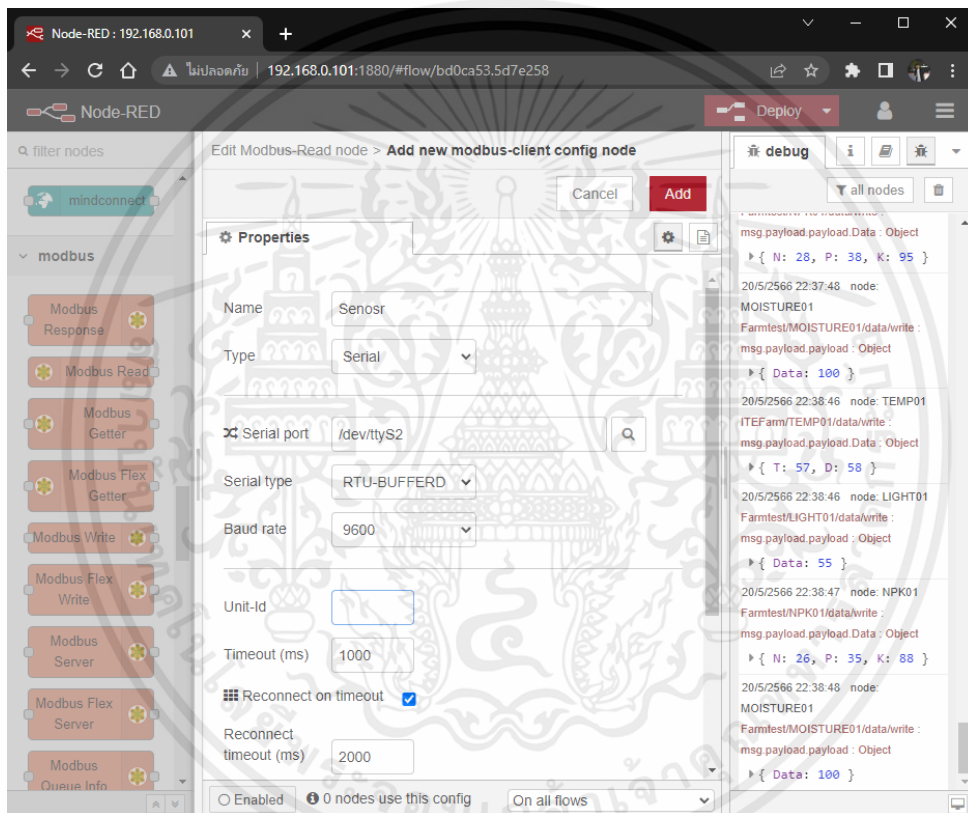 Node-RED : 192.168.0.101
ไม่ปลอดภัย 192.168.0.101:1880/#flow/bd0ca53.5d7e258
Node-RED
Deploy
filter nodes
mindconnect
modbus
Modbus
Response
Modbus Read
Modbus
Getter
Modbus Flex
Getter
Modbus Write
Modbus Flex
Write
Modbus
Server
Modbus Flex
Server
Modbus
Queue Info
Edit Modbus-Read node > Add new modbus-client config node
Cancel
Add
Properties
Name Senosr
Type Serial
Serial port /dev/ttyS2
Serial type RTU-BUFFERD
Baud rate 9600
Unit-Id
Timeout (ms) 1000
Reconnect on timeout
Reconnect
timeout (ms) 2000
Enabled 0 nodes use this config On all flows
debug
all nodes
msg.payload.payload.Data : Object
{ N: 28, P: 38, K: 95 }
20/5/2566 22:37:48 node:
MOISTURE01
Farmtest/MOISTURE01/data/write :
msg.payload.payload : Object
{ Data: 100 }
20/5/2566 22:38:46 node: TEMP01
ITEFarm/TEMP01/data/write :
msg.payload.payload.Data : Object
{ T: 57, D: 58 }
20/5/2566 22:38:46 node: LIGHT01
Farmtest/LIGHT01/data/write :
msg.payload.payload : Object
{ Data: 55 }
20/5/2566 22:38:47 node: NPK01
Farmtest/NPK01/data/write :
msg.payload.payload.Data : Object
{ N: 26, P: 35, K: 88 }
20/5/2566 22:38:48 node:
MOISTURE01
Farmtest/MOISTURE01/data/write :
msg.payload.payload : Object
{ Data: 100 }